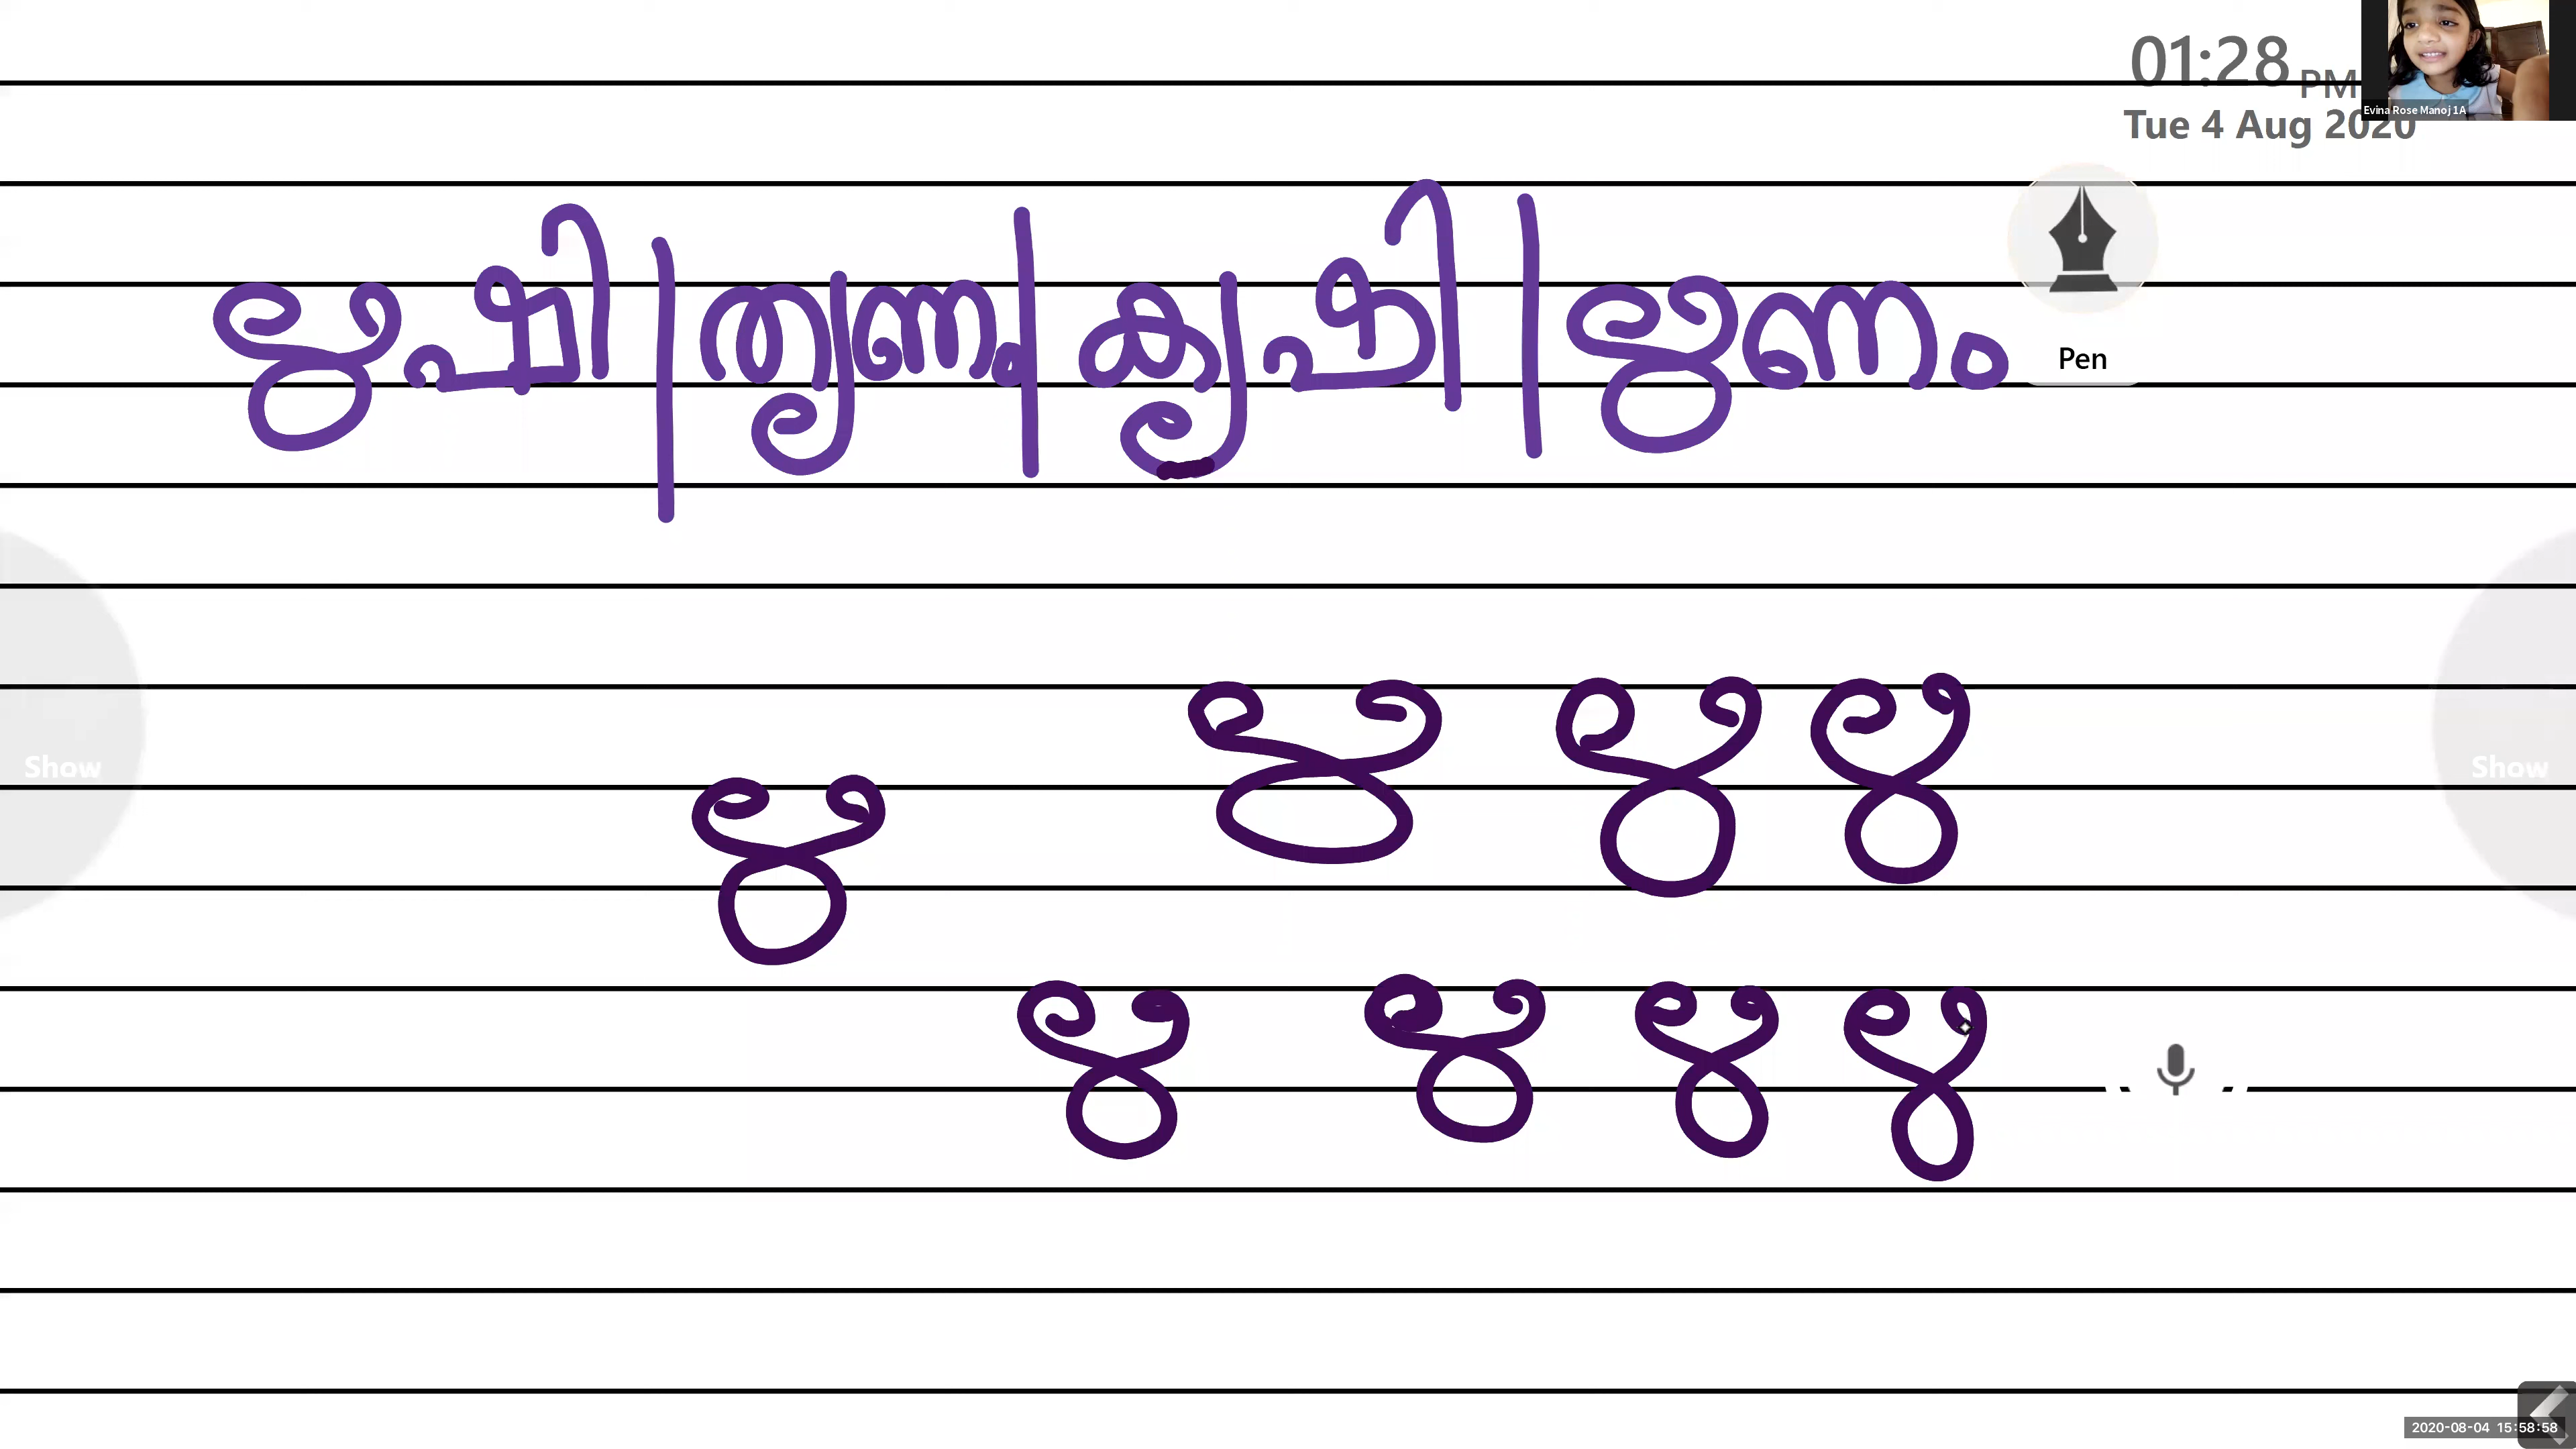 01:28 PM
Evina Rose Manoj 1A
Tue 4 Aug 2020
ഋഷി | തൃണം | കൃഷി | ഋണം
Pen
Show Show
ഋ ഋ ഋ ഋ
ഋ ഋ ഋ ഋ
2020-08-04 15:58:58